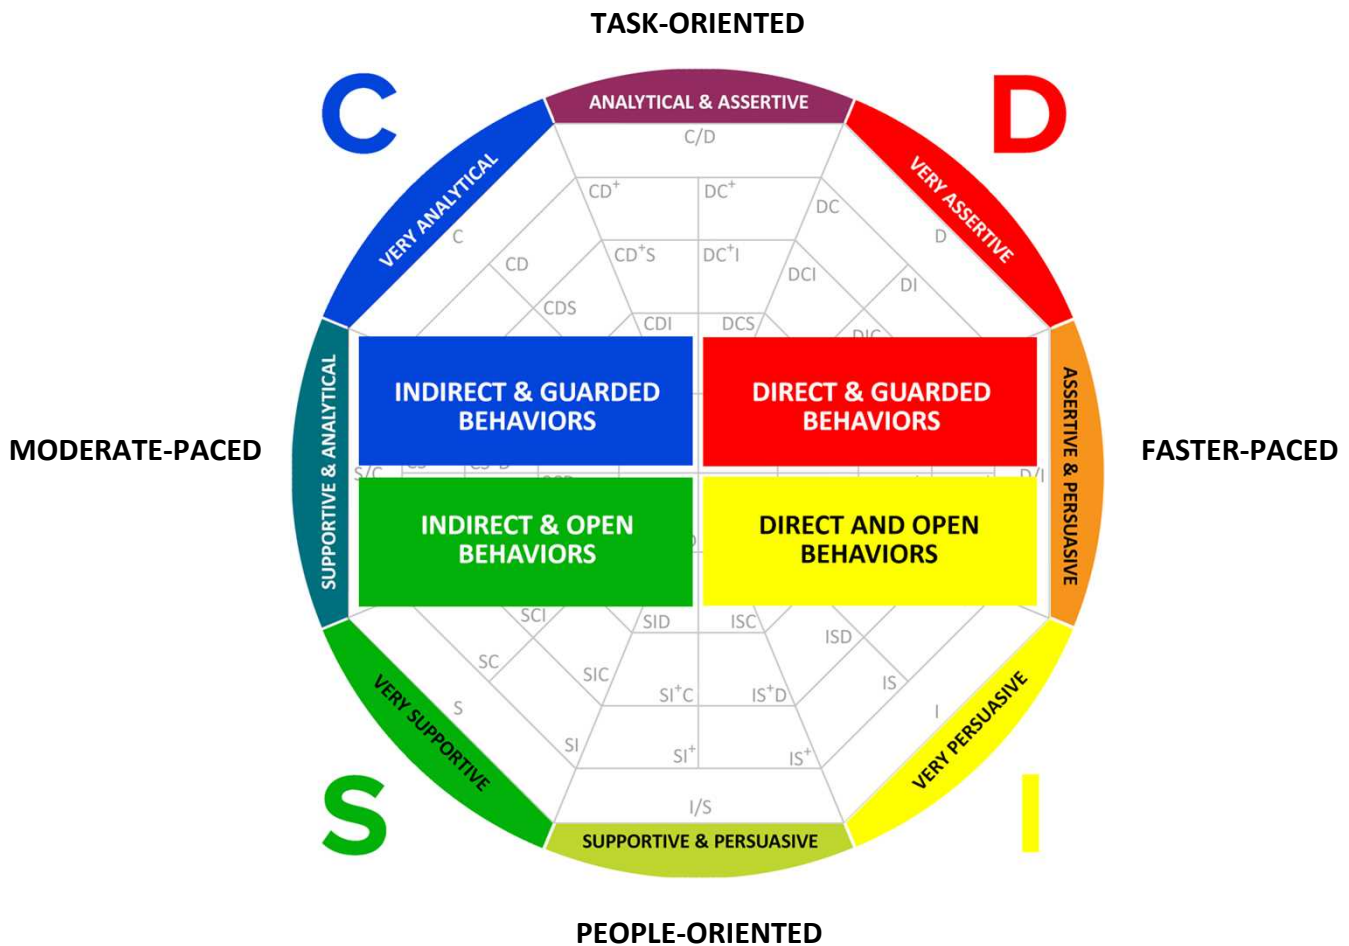 TASK-ORIENTED
C
D
ANALYTICAL & ASSERTIVE
C/D
VERY ANALYTICAL
VERY ASSERTIVE
CD+
DC+
DC
C
D
CD+S
DC+I
CD
DCI
DI
CDS
CDI
DCS
DIC
SUPPORTIVE & ANALYTICAL
INDIRECT & GUARDED
BEHAVIORS
DIRECT & GUARDED
BEHAVIORS
ASSERTIVE & PERSUASIVE
MODERATE-PACED
FASTER-PACED
S/C
D/I
INDIRECT & OPEN
BEHAVIORS
DIRECT AND OPEN
BEHAVIORS
SCI
SID
ISC
ISD
SC
SIC
IS
SI+C
IS+D
S
I
VERY SUPPORTIVE
VERY PERSUASIVE
SI
SI+
IS+
I/S
S
I
SUPPORTIVE & PERSUASIVE
PEOPLE-ORIENTED